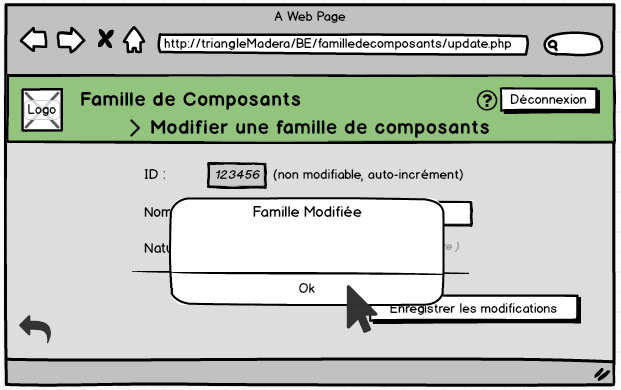 A Web Page
http://triangleMadera/BE/familledecomposants/update.php
Logo
Famille de Composants
> Modifier une famille de composants
?
Déconnexion
ID : 123456 (non modifiable, auto-incrément)
Nom
Famille Modifiée
Natu
e )
Ok
Enregistrer les modifications